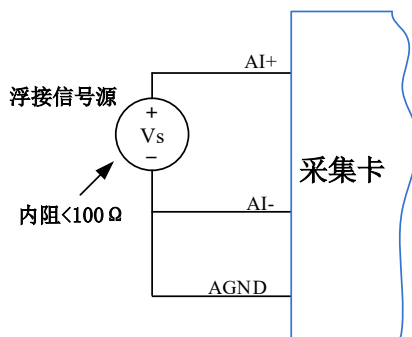 AI+
浮接信号源
+
Vs
−
采集卡
内阻<100Ω
AI-
AGND